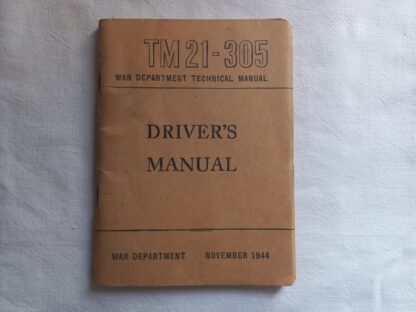 TM 21-305
WAR DEPARTMENT TECHNICAL MANUAL
DRIVER'S
MANUAL
WAR DEPARTMENT NOVEMBER 1944